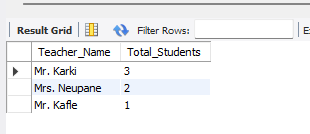 Result Grid Filter Rows:
Teacher_Name Total_Students
Mr. Karki 3
Mrs. Neupane 2
Mr. Kafle 1